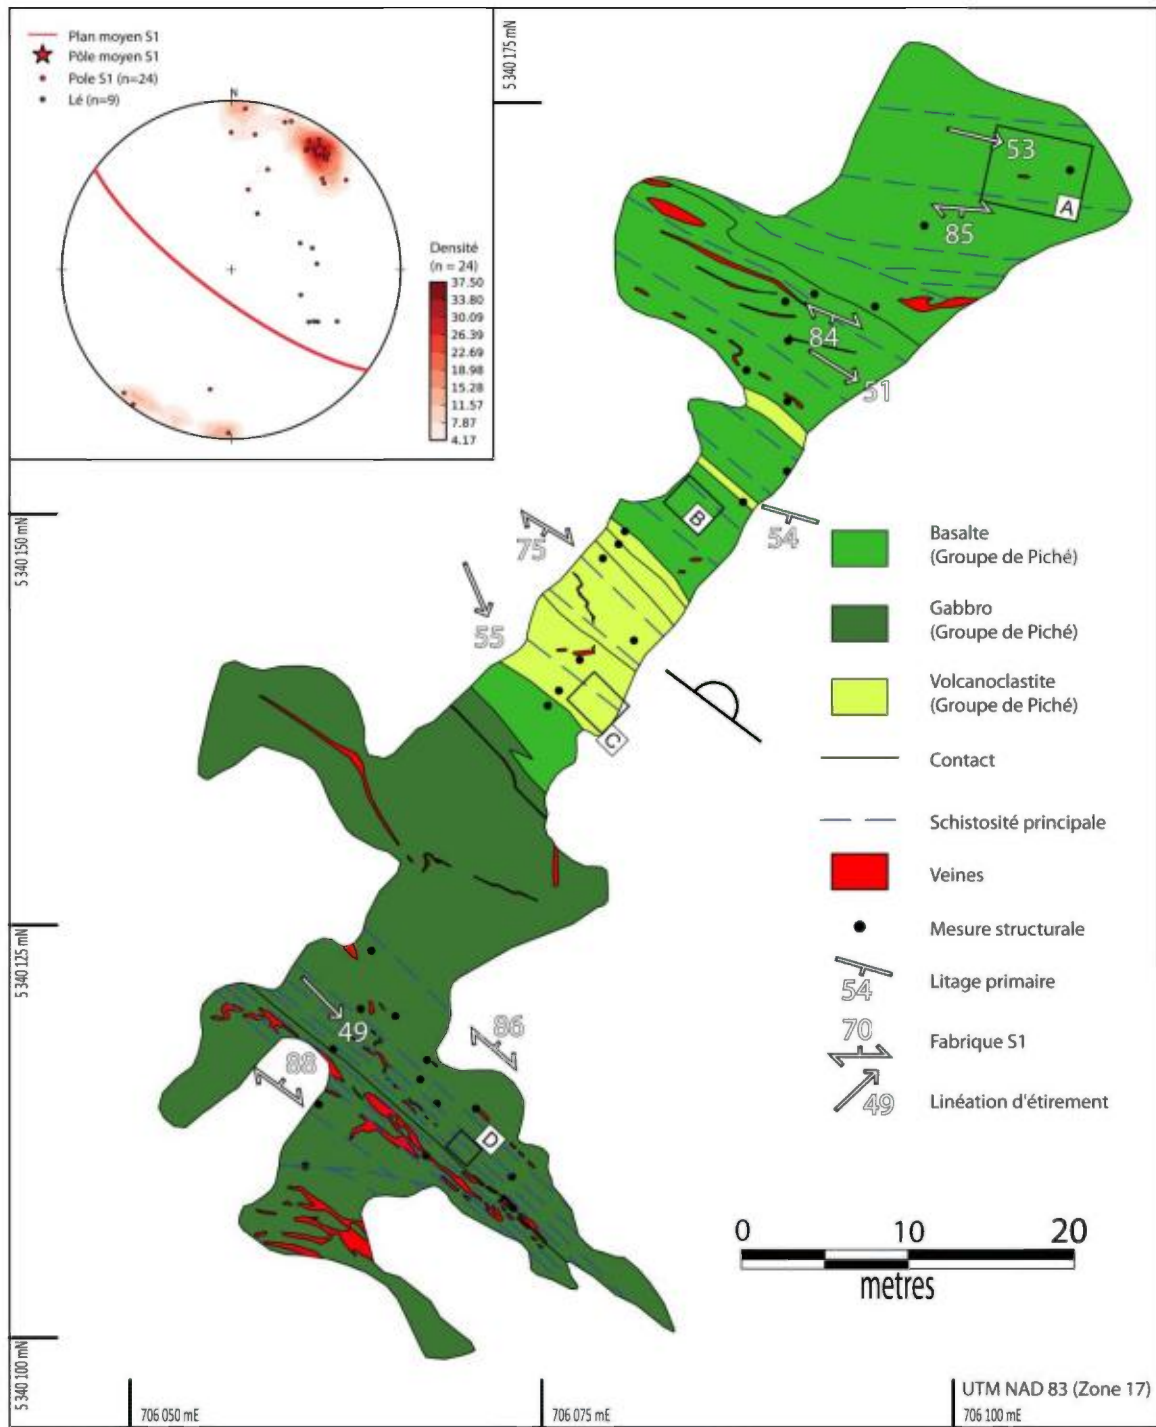 Plan moyen S1
Pôle moyen S1
Pole S1 (n=24)
Lé (n=9)
N
Densité
(n = 24)
37.50
33.80
30.09
26.39
22.69
18.98
15.28
11.57
7.87
4.17
5 340 175 mN
5 340 150 mN
5 340 125 mN
5 340 100 mN
53
A
85
84
51
B
54
75
55
C
49
86
88
D
Basalte
(Groupe de Piché)
Gabbro
(Groupe de Piché)
Volcanoclastite
(Groupe de Piché)
Contact
Schistosité principale
Veines
Mesure structurale
54
Litage primaire
70
Fabrique S1
49
Linéation d'étirement
0 10 20
metres
706 050 mE
706 075 mE
706 100 mE
UTM NAD 83 (Zone 17)